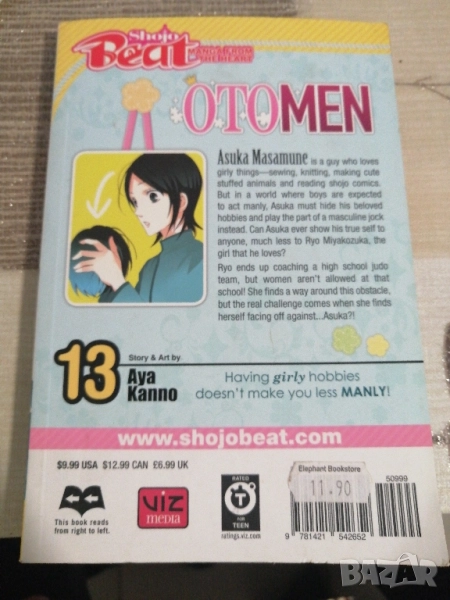 Shojo
Beat
MANGA FROM
THE HEART
OTOMEN
Asuka Masamune is a guy who loves
girly things—sewing, knitting, making cute
stuffed animals and reading shojo comics.
But in a world where boys are expected
to act manly, Asuka must hide his beloved
hobbies and play the part of a masculine jock
instead. Can Asuka ever show his true self to
anyone, much less to Ryo Miyakozuka, the
girl that he loves?
Ryo ends up coaching a high school judo
team, but women aren't allowed at that
school! She finds a way around this obstacle,
but the real challenge comes when she finds
herself facing off against...Asuka?!
13
Story & Art by
Aya
Kanno
Having girly hobbies
doesn't make you less MANLY!
www.shojobeat.com
$9.99 USA $12.99 CAN £6.99 UK
This book reads
from right to left.
VIZ
MEDIA
RATED
T
FOR
TEEN
ratings.viz.com
Elephant Bookstore
11.90
50999
9 781421 542652
BAZAR